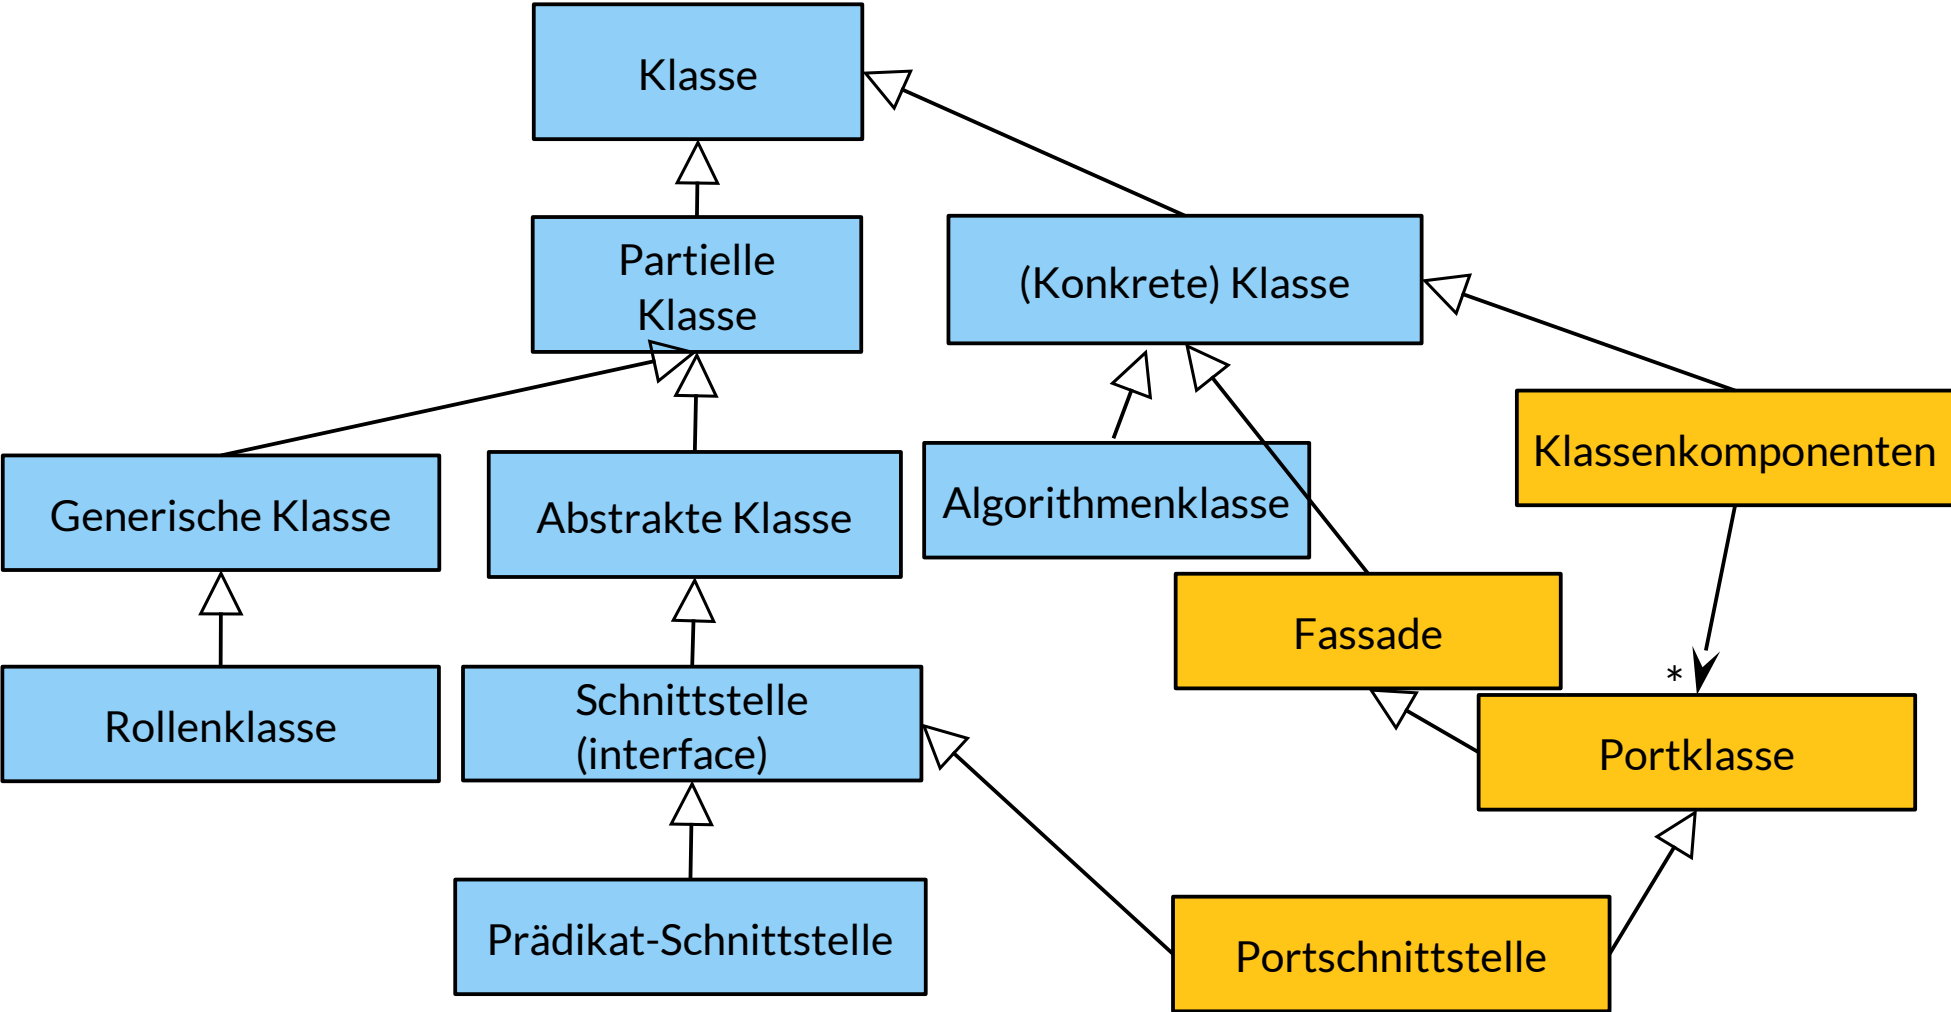 Klasse
Partielle
Klasse
(Konkrete) Klasse
Klassenkomponenten
Generische Klasse
Abstrakte Klasse
Algorithmenklasse
Fassade
*
Rollenklasse
Schnittstelle
(interface)
Portklasse
Prädikat-Schnittstelle
Portschnittstelle